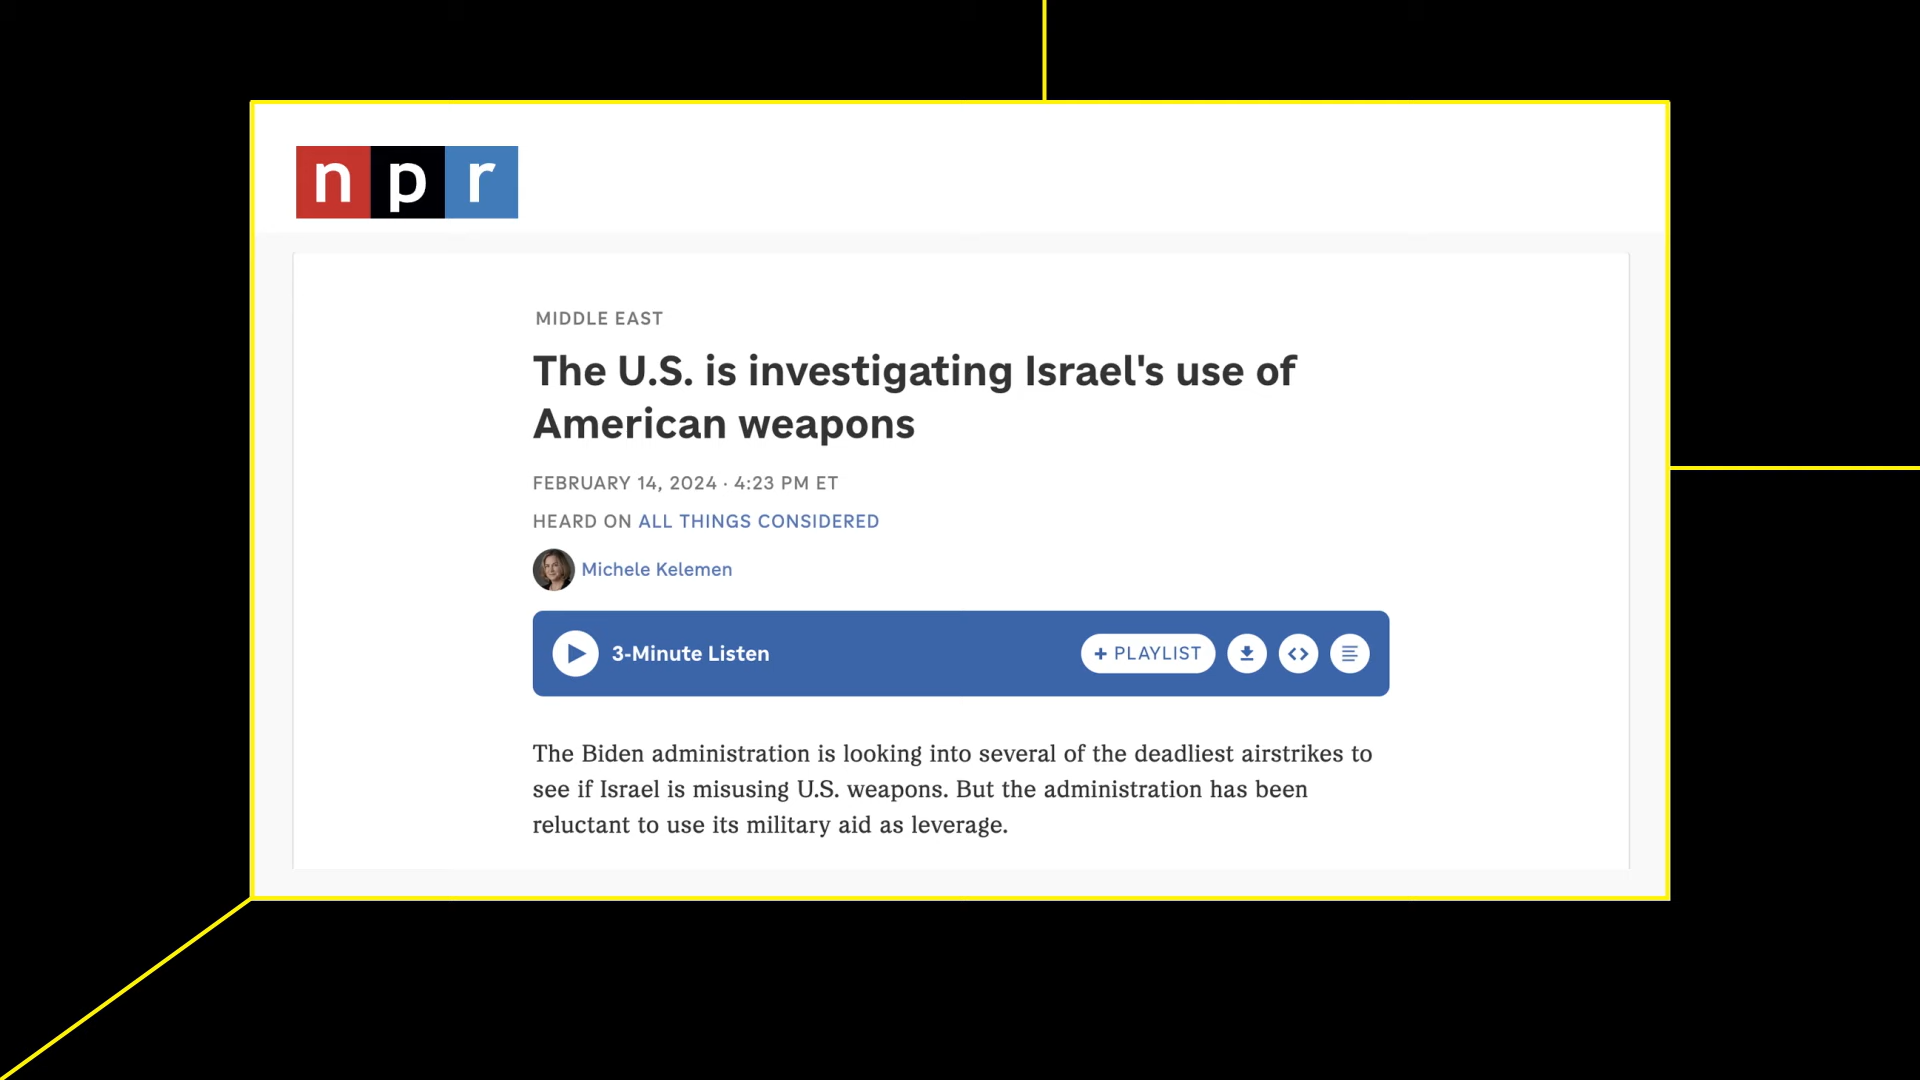 npr
MIDDLE EAST
The U.S. is investigating Israel's use of
American weapons
FEBRUARY 14, 2024 · 4:23 PM ET
HEARD ON ALL THINGS CONSIDERED
Michele Kelemen
3-Minute Listen
+ PLAYLIST
The Biden administration is looking into several of the deadliest airstrikes to
see if Israel is misusing U.S. weapons. But the administration has been
reluctant to use its military aid as leverage.